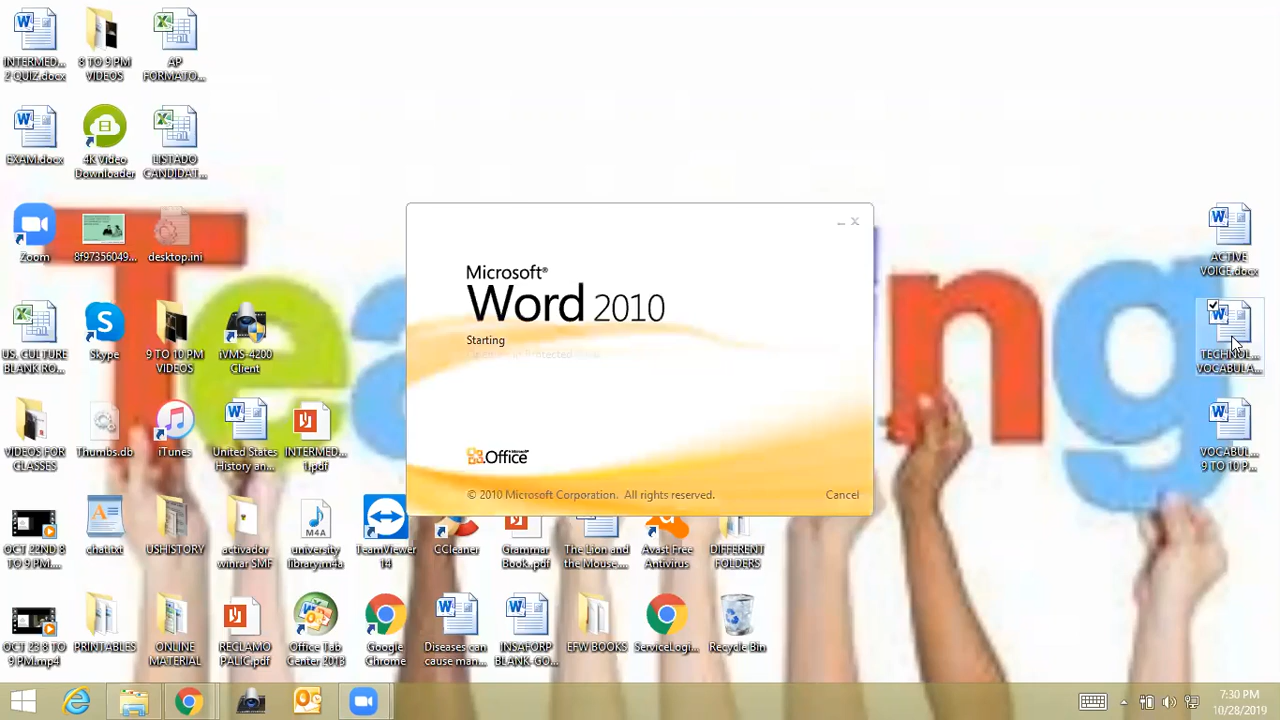 INTERMED...
2 QUIZ.docx
8 TO 9 PM
VIDEOS
AP
FORMATO...
EXAM.docx
4K Video
Downloader
LISTADO
CANDIDAT...
Zoom
8f97356049...
desktop.ini
US. CULTURE
BLANK RO...
Skype
9 TO 10 PM
VIDEOS
iVMS-4200
Client
VIDEOS FOR
CLASSES
Thumbs.db
iTunes
United States
History an...
INTERMED...
1.pdf
OCT 22ND 8
TO 9 PM....
chat.txt
USHISTORY
activador
winrar SMF
M4A
university
library.m4a
TeamViewer
14
CCleaner
Grammar
Book..pdf
The Lion and
the Mouse....
Avast Free
Antivirus
DIFFERENT
FOLDERS
OCT 23 8 TO
9 PM.mp4
PRINTABLES
ONLINE
MATERIAL
RECLAMO
PALIC.pdf
Office Tab
Center 2013
Google
Chrome
Diseases can
cause man...
INSAFORP
BLANK-GO...
EFW BOOKS
ServiceLogi...
Recycle Bin
Microsoft®
Word 2010
Starting
Office
© 2010 Microsoft Corporation. All rights reserved.
Cancel
ACTIVE
VOICE.docx
TECHNOL...
VOCABULA...
VOCABUL...
9 TO 10 P...
Teaching
7:30 PM
10/28/2019